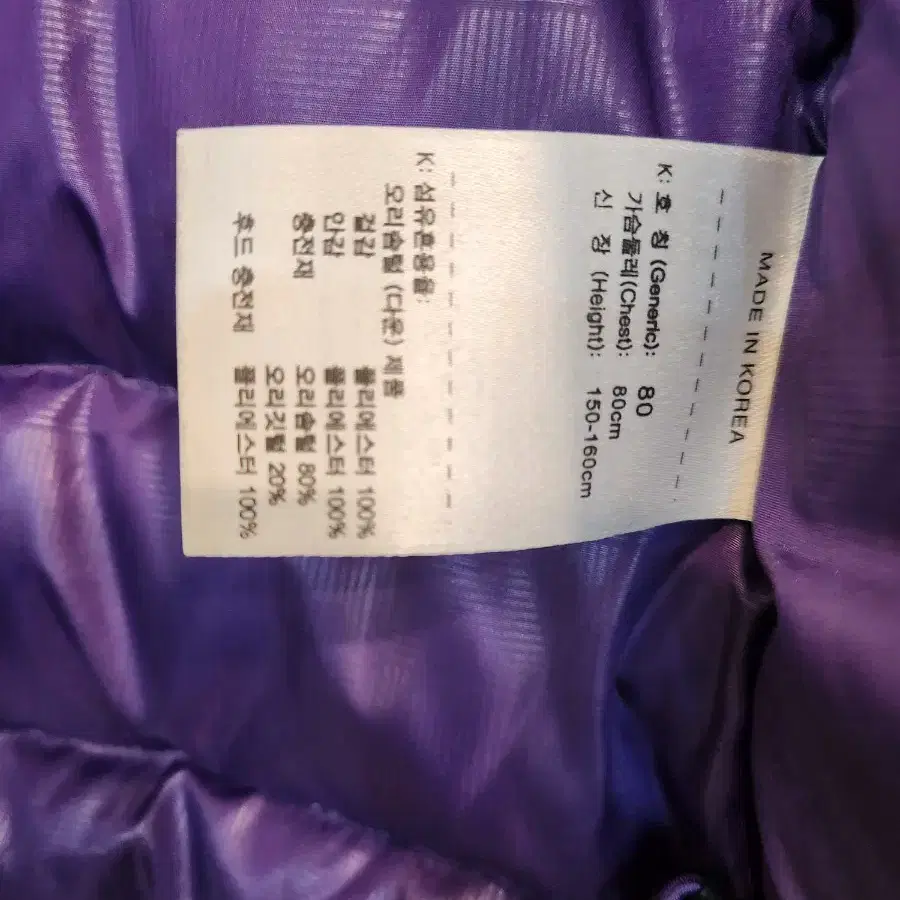 MADE IN KOREA
K: 호 칭 (Generic): 80
가슴둘레(Chest): 80cm
신 장 (Height): 150-160cm
K: 섬유혼용율:
오리솜털 (다운) 제품
겉감 폴리에스터 100%
안감 폴리에스터 100%
충전재 오리솜털 80%
오리깃털 20%
후드 충전재 폴리에스터 100%